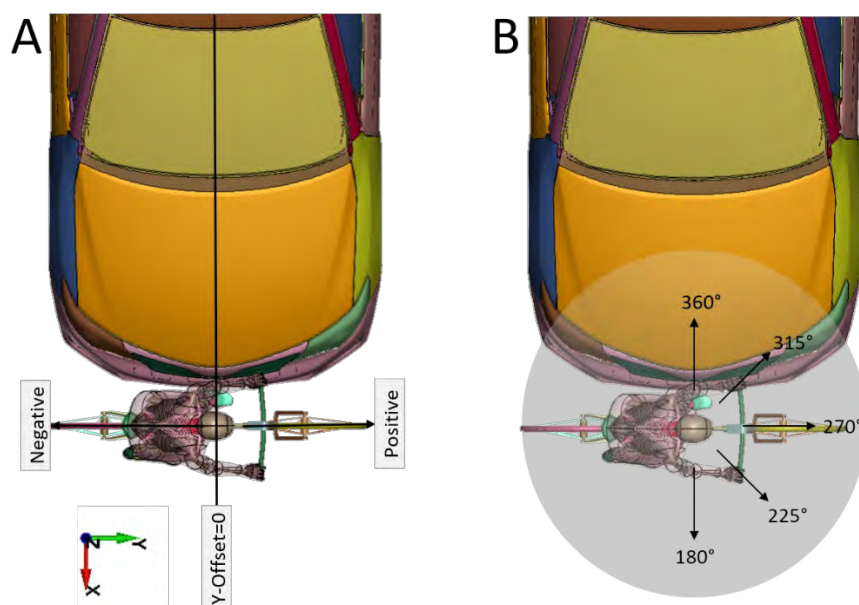 A
B
360°
315°
Negative
Positive
270°
225°
180°
Y-Offset=0
Z
Y
X